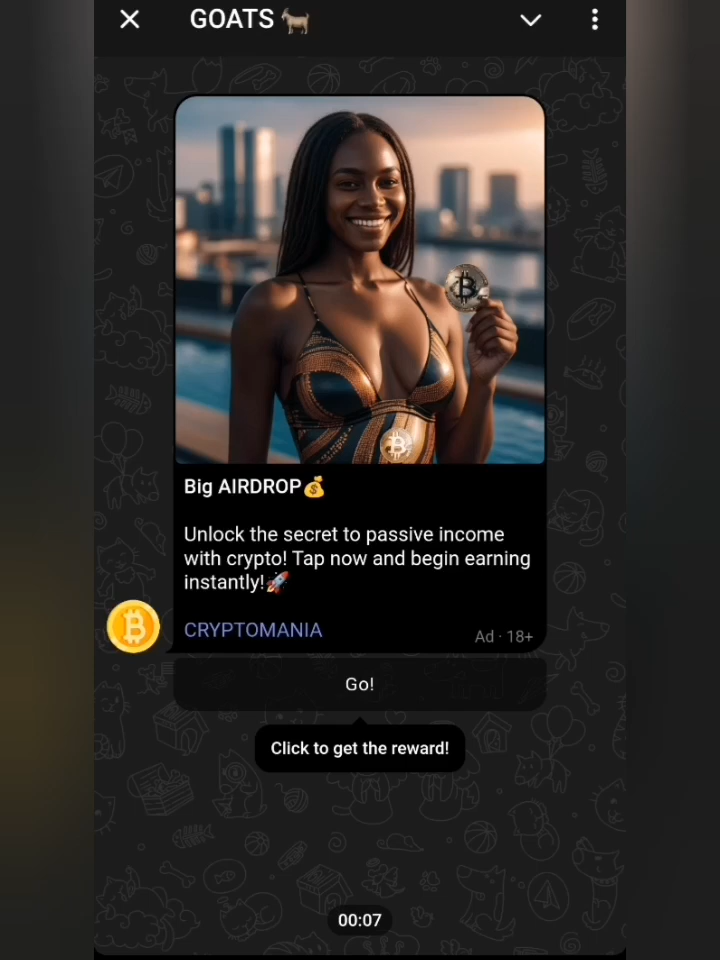 GOATS 🐐
Big AIRDROP💰
Unlock the secret to passive income
with crypto! Tap now and begin earning
instantly!🚀
CRYPTOMANIA
Ad · 18+
Go!
Click to get the reward!
00:07